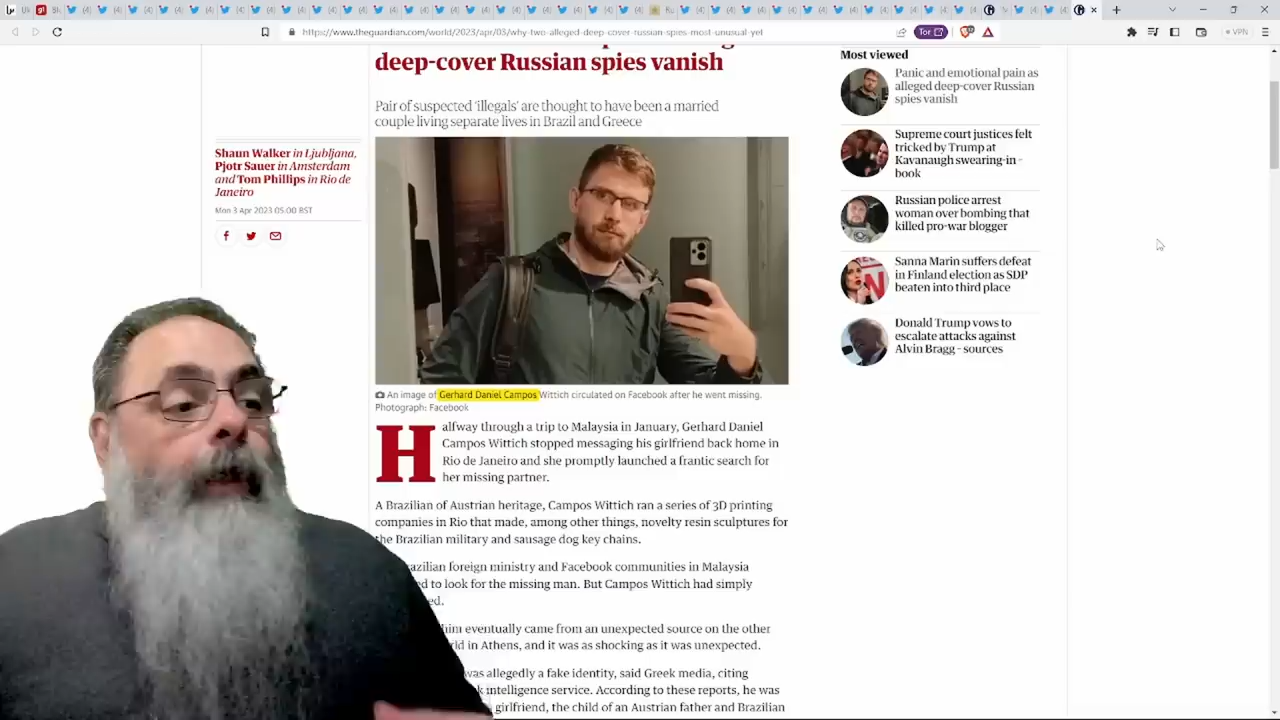 https://www.theguardian.com/world/2023/apr/03/why-two-alleged-deep-cover-russian-spies-most-unusual-yet
Tor
VPN
deep-cover Russian spies vanish
Pair of suspected 'illegals' are thought to have been a married
couple living separate lives in Brazil and Greece
Shaun Walker in Ljubljana,
Pjotr Sauer in Amsterdam
and Tom Phillips in Rio de
Janeiro
Mon 3 Apr 2023 05.00 BST
An image of Gerhard Daniel Campos Wittich circulated on Facebook after he went missing.
Photograph: Facebook
Halfway through a trip to Malaysia in January, Gerhard Daniel
Campos Wittich stopped messaging his girlfriend back home in
Rio de Janeiro and she promptly launched a frantic search for
her missing partner.
A Brazilian of Austrian heritage, Campos Wittich ran a series of 3D printing
companies in Rio that made, among other things, novelty resin sculptures for
the Brazilian military and sausage dog key chains.
azilian foreign ministry and Facebook communities in Malaysia
ed to look for the missing man. But Campos Wittich had simply
ed.
him eventually came from an unexpected source on the other
rld in Athens, and it was as shocking as it was unexpected.
was allegedly a fake identity, said Greek media, citing
k intelligence service. According to these reports, he was
girlfriend, the child of an Austrian father and Brazilian
Most viewed
Panic and emotional pain as
alleged deep-cover Russian
spies vanish
Supreme court justices felt
tricked by Trump at
Kavanaugh swearing-in –
book
Russian police arrest
woman over bombing that
killed pro-war blogger
Sanna Marin suffers defeat
in Finland election as SDP
beaten into third place
Donald Trump vows to
escalate attacks against
Alvin Bragg – sources